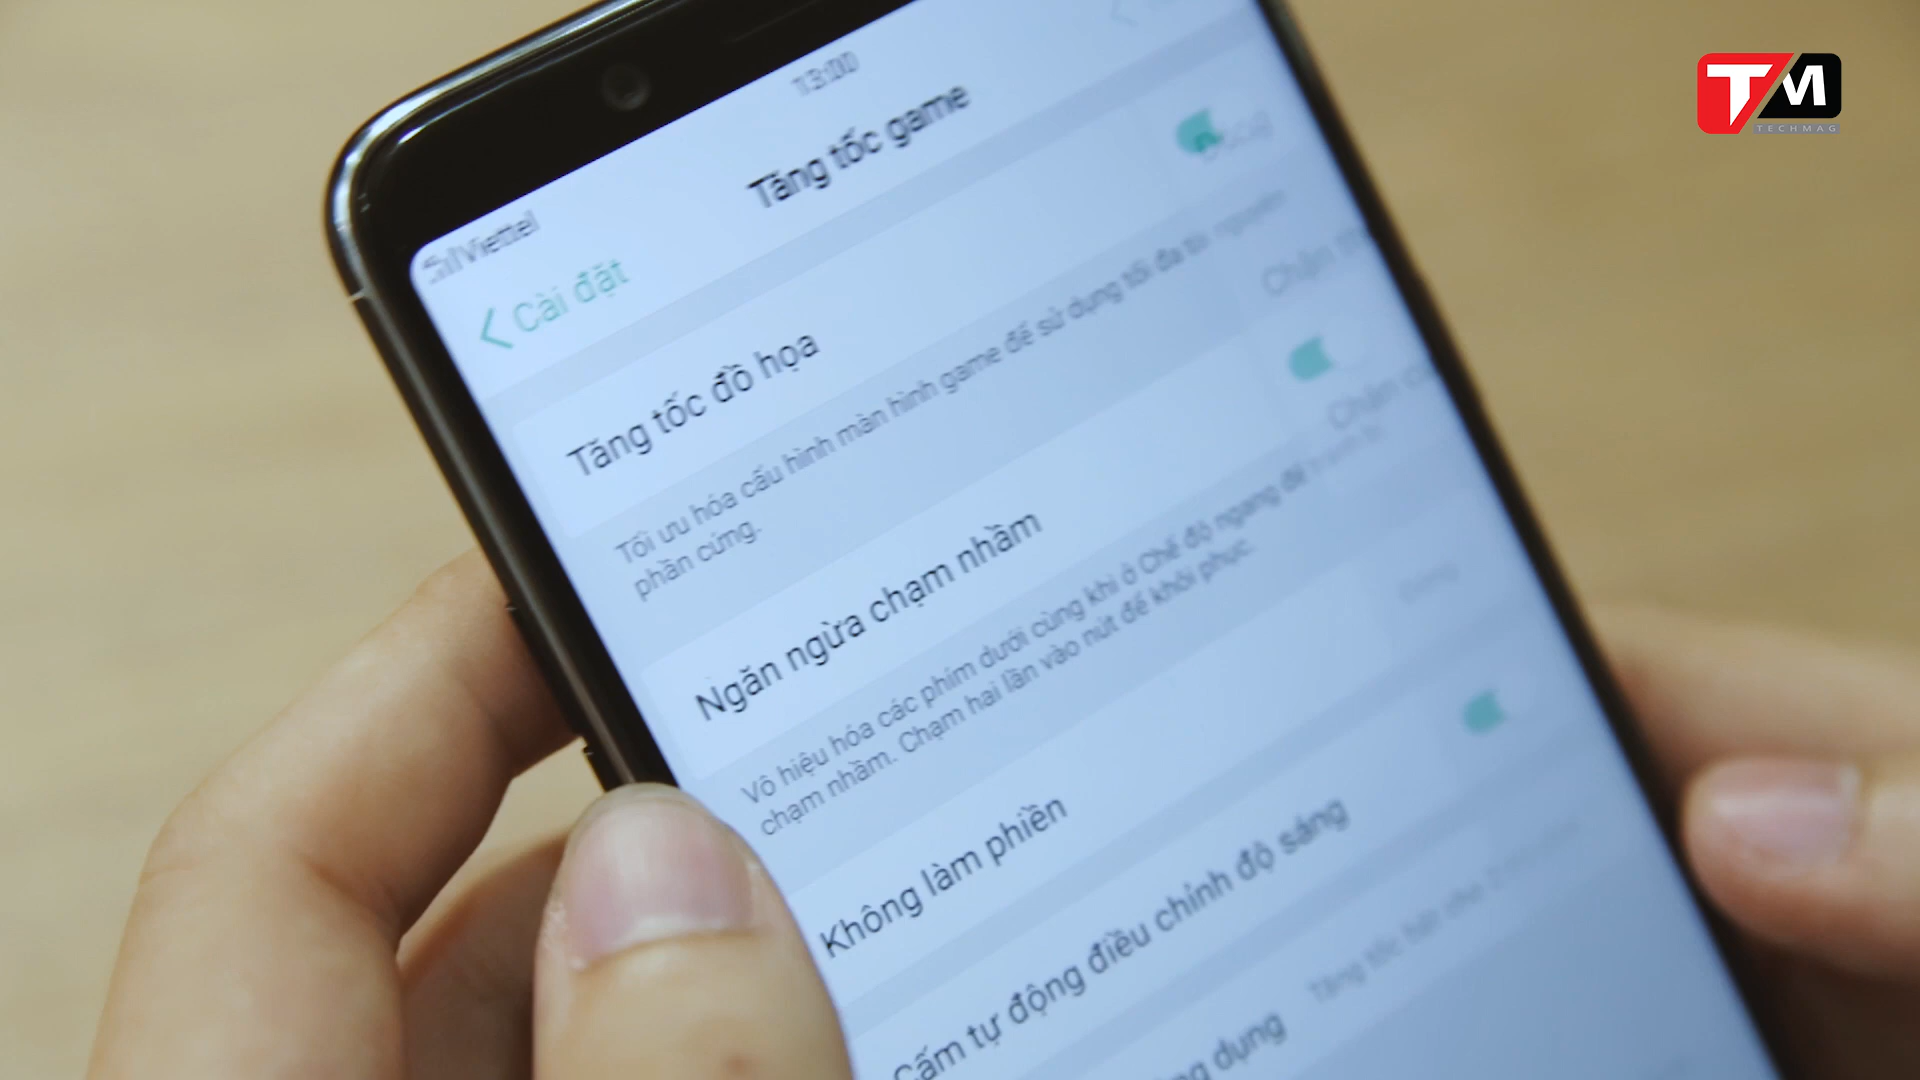 TM
TECHMAG
Viettel
13:00
Cài đặt
Tăng tốc game
Tăng tốc đồ họa
Tối ưu hóa cấu hình màn hình game để sử dụng tối đa tài nguyên
phần cứng.
Ngăn ngừa chạm nhầm
Vô hiệu hóa các phím dưới cùng khi ở Chế độ ngang để tránh bị
chạm nhầm. Chạm hai lần vào nút để khôi phục.
Không làm phiền
Cấm tự động điều chỉnh độ sáng
dụng